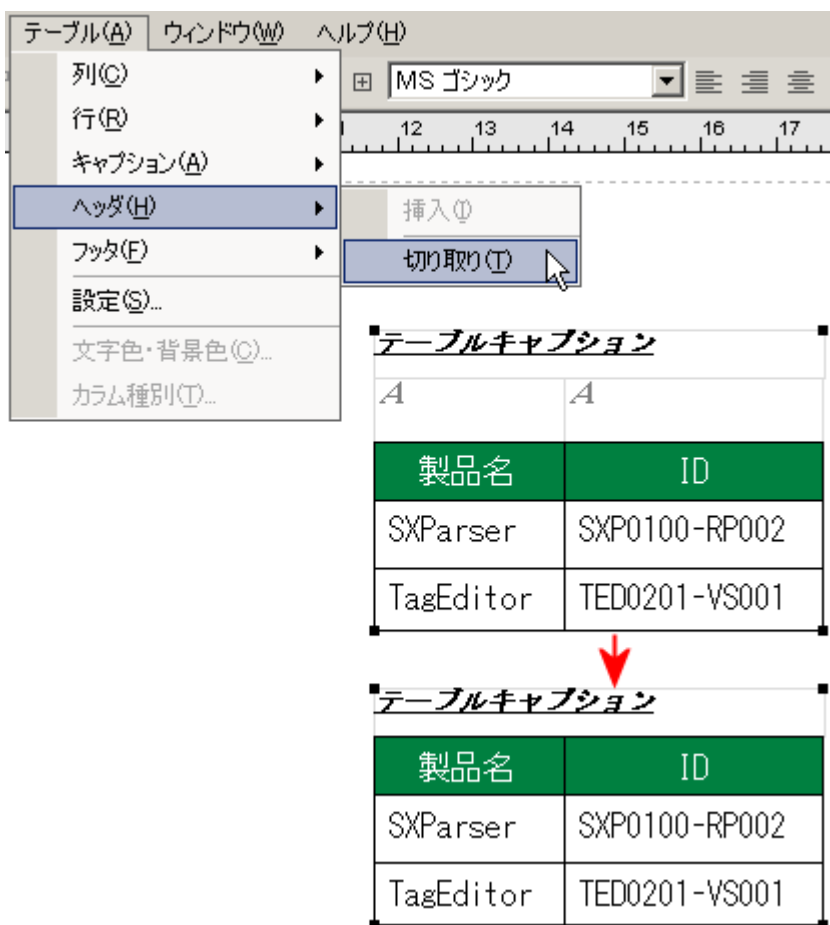 テーブル(A) ウィンドウ(W) ヘルプ(H)
列(C)
行(R)
キャプション(A)
ヘッダ(H)
フッタ(F)
設定(S)...
文字色・背景色(C)...
カラム種別(T)...
MS ゴシック
12 13 14 15 16 17
挿入(I)
切り取り(T)
テーブルキャプション
A A
製品名 ID
SXParser SXP0100-RP002
TagEditor TED0201-VS001
テーブルキャプション
製品名 ID
SXParser SXP0100-RP002
TagEditor TED0201-VS001